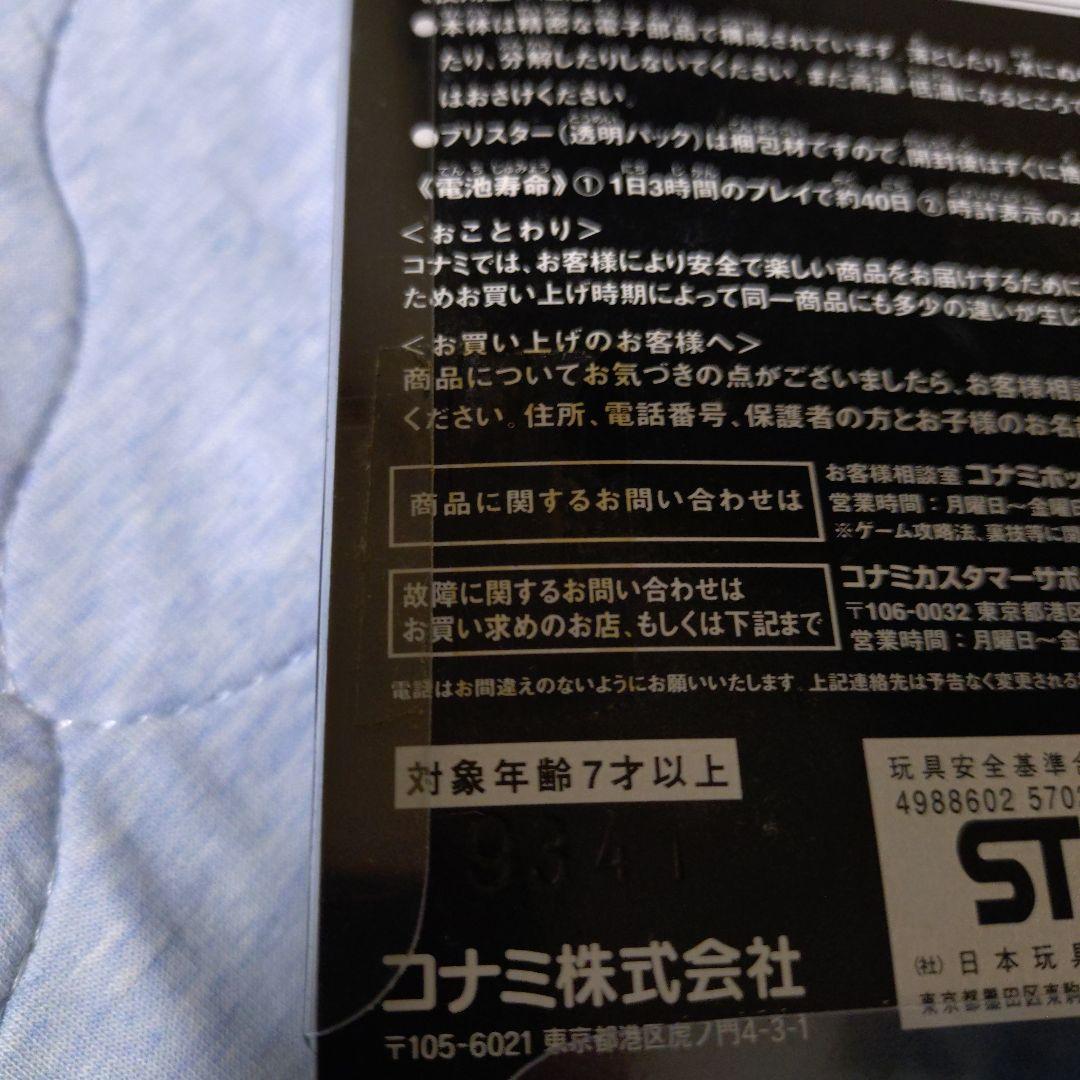 ●本体は精密な電子部品で構成されています。落としたり、水にぬ
たり、分解したりしないでください。また高温・低温になるところで
はおさけください。
●ブリスター(透明パック)は梱包材ですので、開封後はすぐに捨
《電池寿命》① 1日3時間のプレイで約40日 ② 時計表示のみ
＜おことわり＞
コナミでは、お客様により安全で楽しい商品をお届けするために
ためお買い上げ時期によって同一商品にも多少の違いが生じ
＜お買い上げのお客様へ＞
商品についてお気づきの点がございましたら、お客様相談
ください。住所、電話番号、保護者の方とお子様のお名前
商品に関するお問い合わせは
お客様相談室 コナミホッ
営業時間：月曜日～金曜日
※ゲーム攻略法、裏技等に関
故障に関するお問い合わせは
お買い求めのお店、もしくは下記まで
コナミカスタマーサポ
〒106-0032 東京都港区
営業時間：月曜日～金
電話はお間違えのないようにお願いいたします。上記連絡先は予告なく変更される
対象年齢7才以上
9341
玩具安全基準合
4988602 5702
ST
(社)日本玩具
東京都墨田区東駒
コナミ株式会社
〒105-6021 東京都港区虎ノ門4-3-1